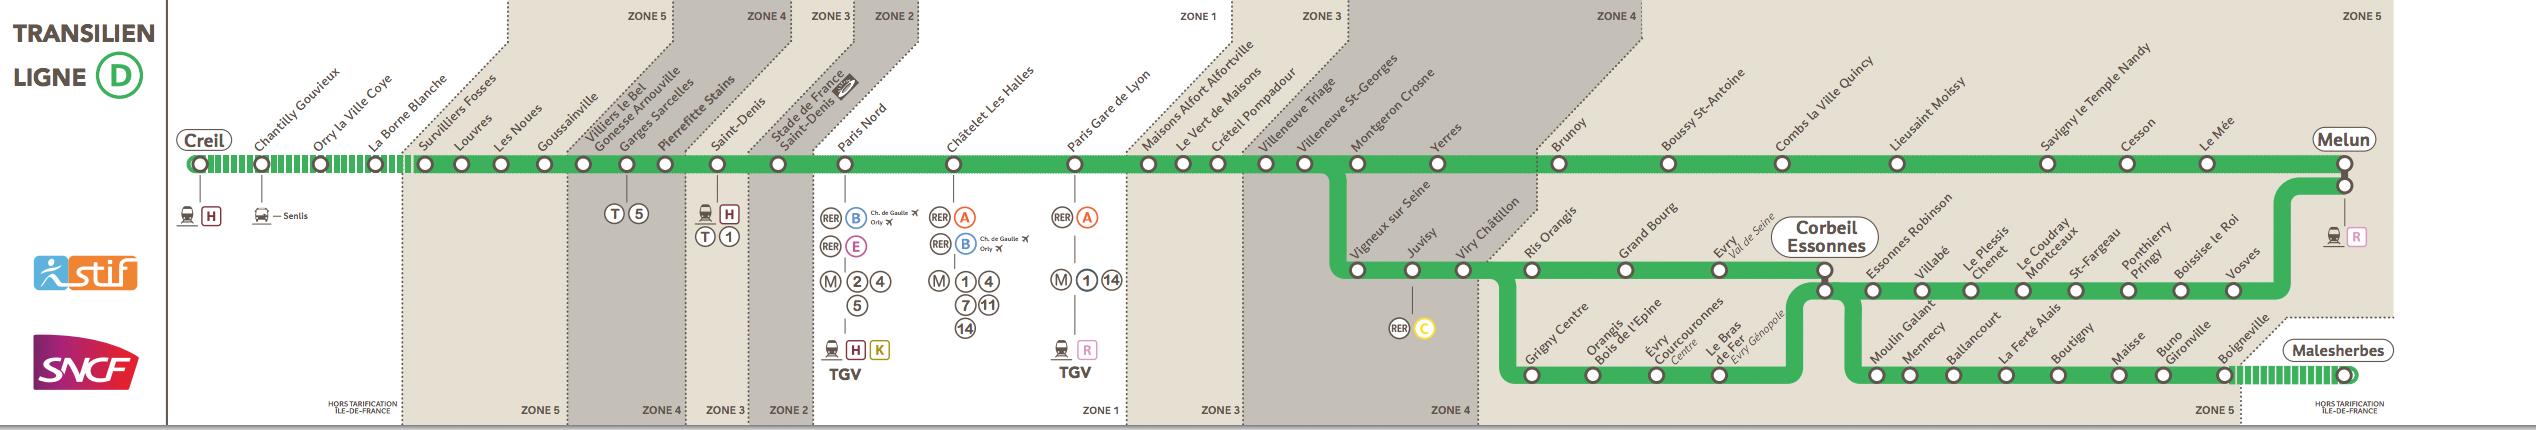 TRANSILIEN
LIGNE D
stif
SNCF
ZONE 5
ZONE 4
ZONE 3
ZONE 2
ZONE 1
ZONE 3
ZONE 4
ZONE 5
Creil
Chantilly Gouvieux
Orry la Ville Coye
La Borne Blanche
Survilliers Fosses
Louvres
Les Noues
Goussainville
Villiers le Bel
Gonesse Arnouville
Garges Sarcelles
Pierrefitte Stains
Saint-Denis
Stade de France
Saint-Denis
Paris Nord
Châtelet Les Halles
Paris Gare de Lyon
Maisons Alfort Alfortville
Le Vert de Maisons
Créteil Pompadour
Villeneuve Triage
Villeneuve St-Georges
Montgeron Crosne
Yerres
Brunoy
Boussy St-Antoine
Combs la Ville Quincy
Lieusaint Moissy
Savigny le Temple Nandy
Cesson
Le Mée
Melun
H
Senlis
T 5
H
T 1
RER B Ch. de Gaulle
Orly
RER E
M 2 4
5
H K
TGV
RER A
RER B Ch. de Gaulle
Orly
M 1 4
7 11
14
RER A
M 1 14
R
TGV
Vigneux sur Seine
Juvisy
Viry Châtillon
Ris Orangis
Grand Bourg
Evry
Val de Seine
Corbeil
Essonnes
Essonnes Robinson
Villabé
Le Plessis
Chenet
Le Coudray
Montceaux
St-Fargeau
Ponthierry
Pringy
Boissise le Roi
Vosves
R
RER C
Grigny Centre
Orangis
Bois de l'Epine
Évry
Courcouronnes
Centre
Le Bras
de Fer
Evry Génopole
Moulin Galant
Mennecy
Ballancourt
La Ferté Alais
Boutigny
Maisse
Buno
Gironville
Boigneville
Malesherbes
HORS TARIFICATION
ÎLE-DE-FRANCE
ZONE 5
ZONE 4
ZONE 3
ZONE 2
ZONE 1
ZONE 3
ZONE 4
ZONE 5
HORS TARIFICATION
ÎLE-DE-FRANCE